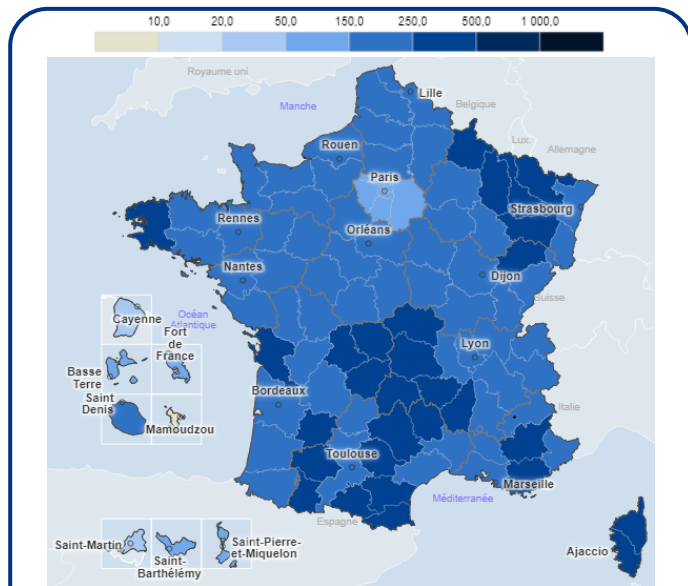 10,0 20,0 50,0 150,0 250,0 500,0 1 000,0
Royaume uni
Lille
Manche
Belgique
Lux.
Rouen
Allemagne
Paris
Strasbourg
Rennes
Orléans
Nantes
Dijon
Suisse
Océan
Atlantique
Cayenne
Fort
de
France
Lyon
Basse
Terre
Bordeaux
Saint
Denis
Italie
Mamoudzou
Toulouse
Marseille
Méditerranée
Espagne
Saint-Martin
Saint-
Barthélémy
Saint-Pierre-
et-Miquelon
Ajaccio